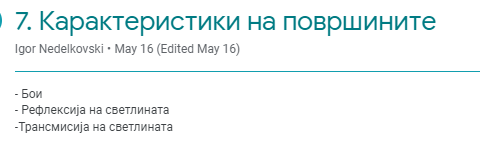 7. Карактеристики на површините
Igor Nedelkovski • May 16 (Edited May 16)
- Бои
- Рефлексија на светлината
-Трансмисија на светлината